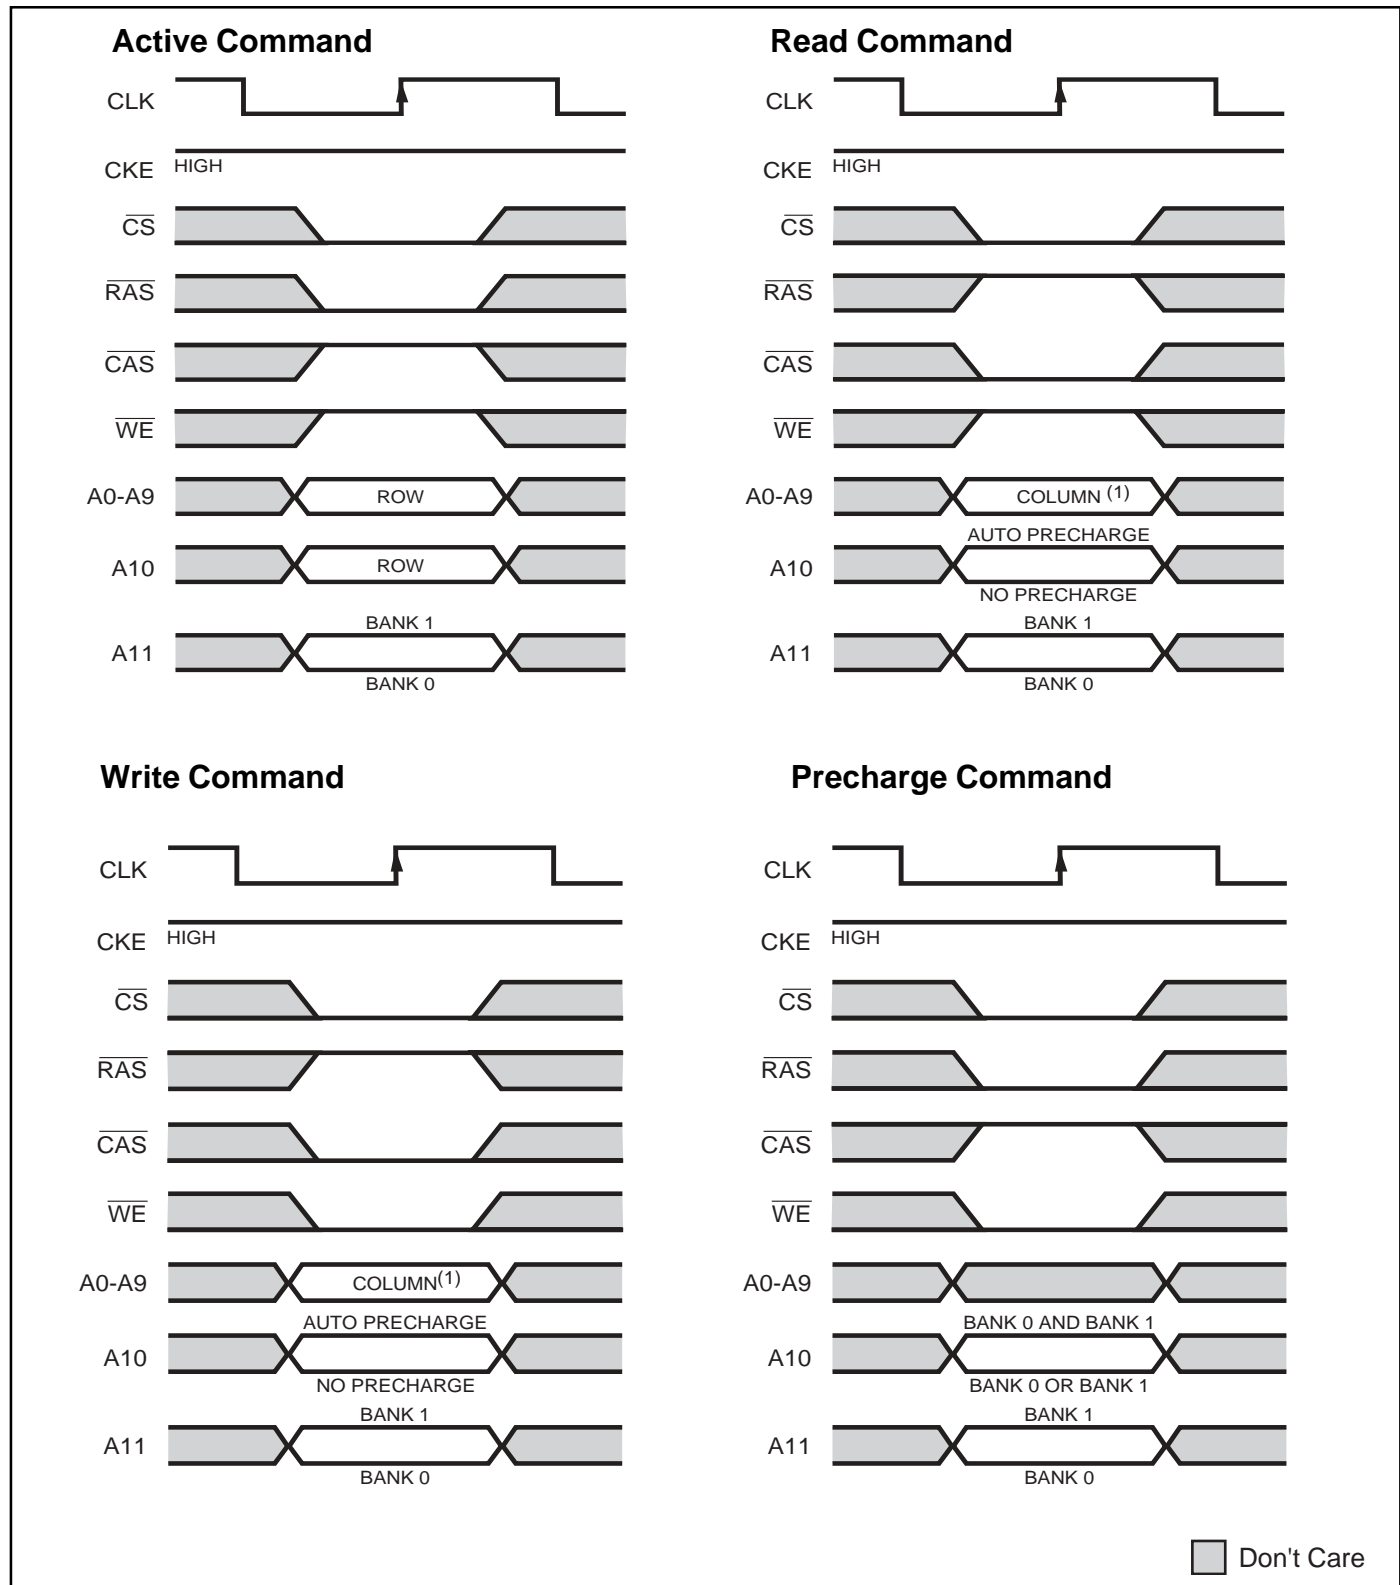 Active Command
CLK
CKE HIGH
CS
RAS
CAS
WE
A0-A9 ROW
A10 ROW
BANK 1
A11
BANK 0
Read Command
CLK
CKE HIGH
CS
RAS
CAS
WE
A0-A9 COLUMN (1)
AUTO PRECHARGE
A10
NO PRECHARGE
BANK 1
A11
BANK 0
Write Command
CLK
CKE HIGH
CS
RAS
CAS
WE
A0-A9 COLUMN(1)
AUTO PRECHARGE
A10
NO PRECHARGE
BANK 1
A11
BANK 0
Precharge Command
CLK
CKE HIGH
CS
RAS
CAS
WE
A0-A9
BANK 0 AND BANK 1
A10
BANK 0 OR BANK 1
BANK 1
A11
BANK 0
Don't Care